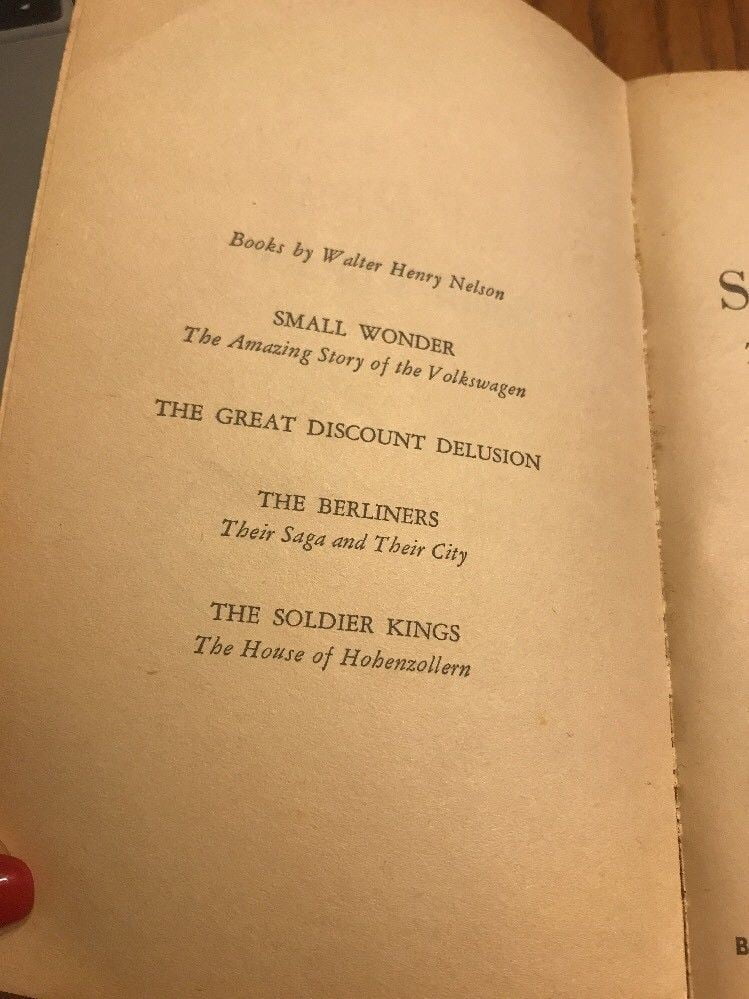 Books by Walter Henry Nelson
SMALL WONDER
The Amazing Story of the Volkswagen
THE GREAT DISCOUNT DELUSION
THE BERLINERS
Their Saga and Their City
THE SOLDIER KINGS
The House of Hohenzollern
S
B